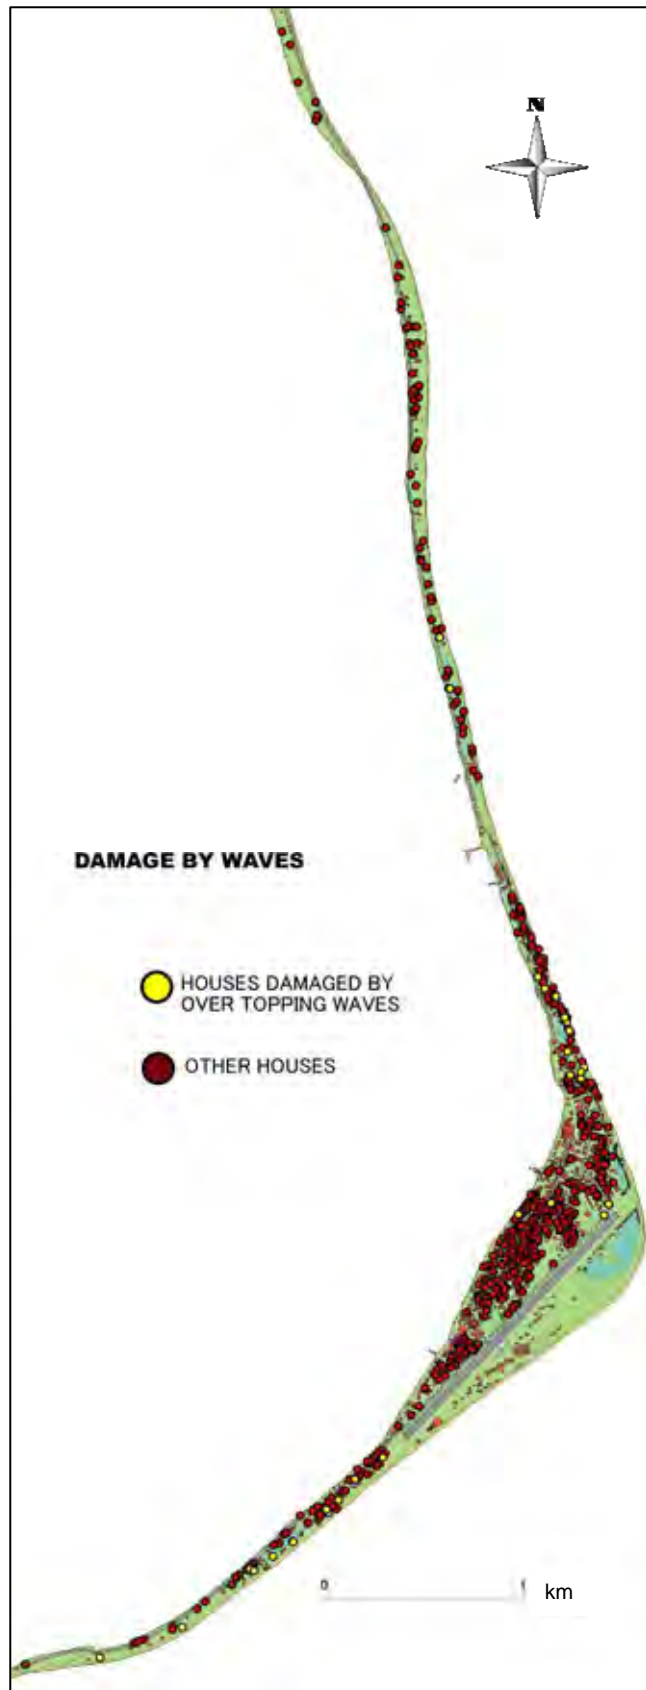 N
DAMAGE BY WAVES
HOUSES DAMAGED BY
OVER TOPPING WAVES
OTHER HOUSES
0 1 km